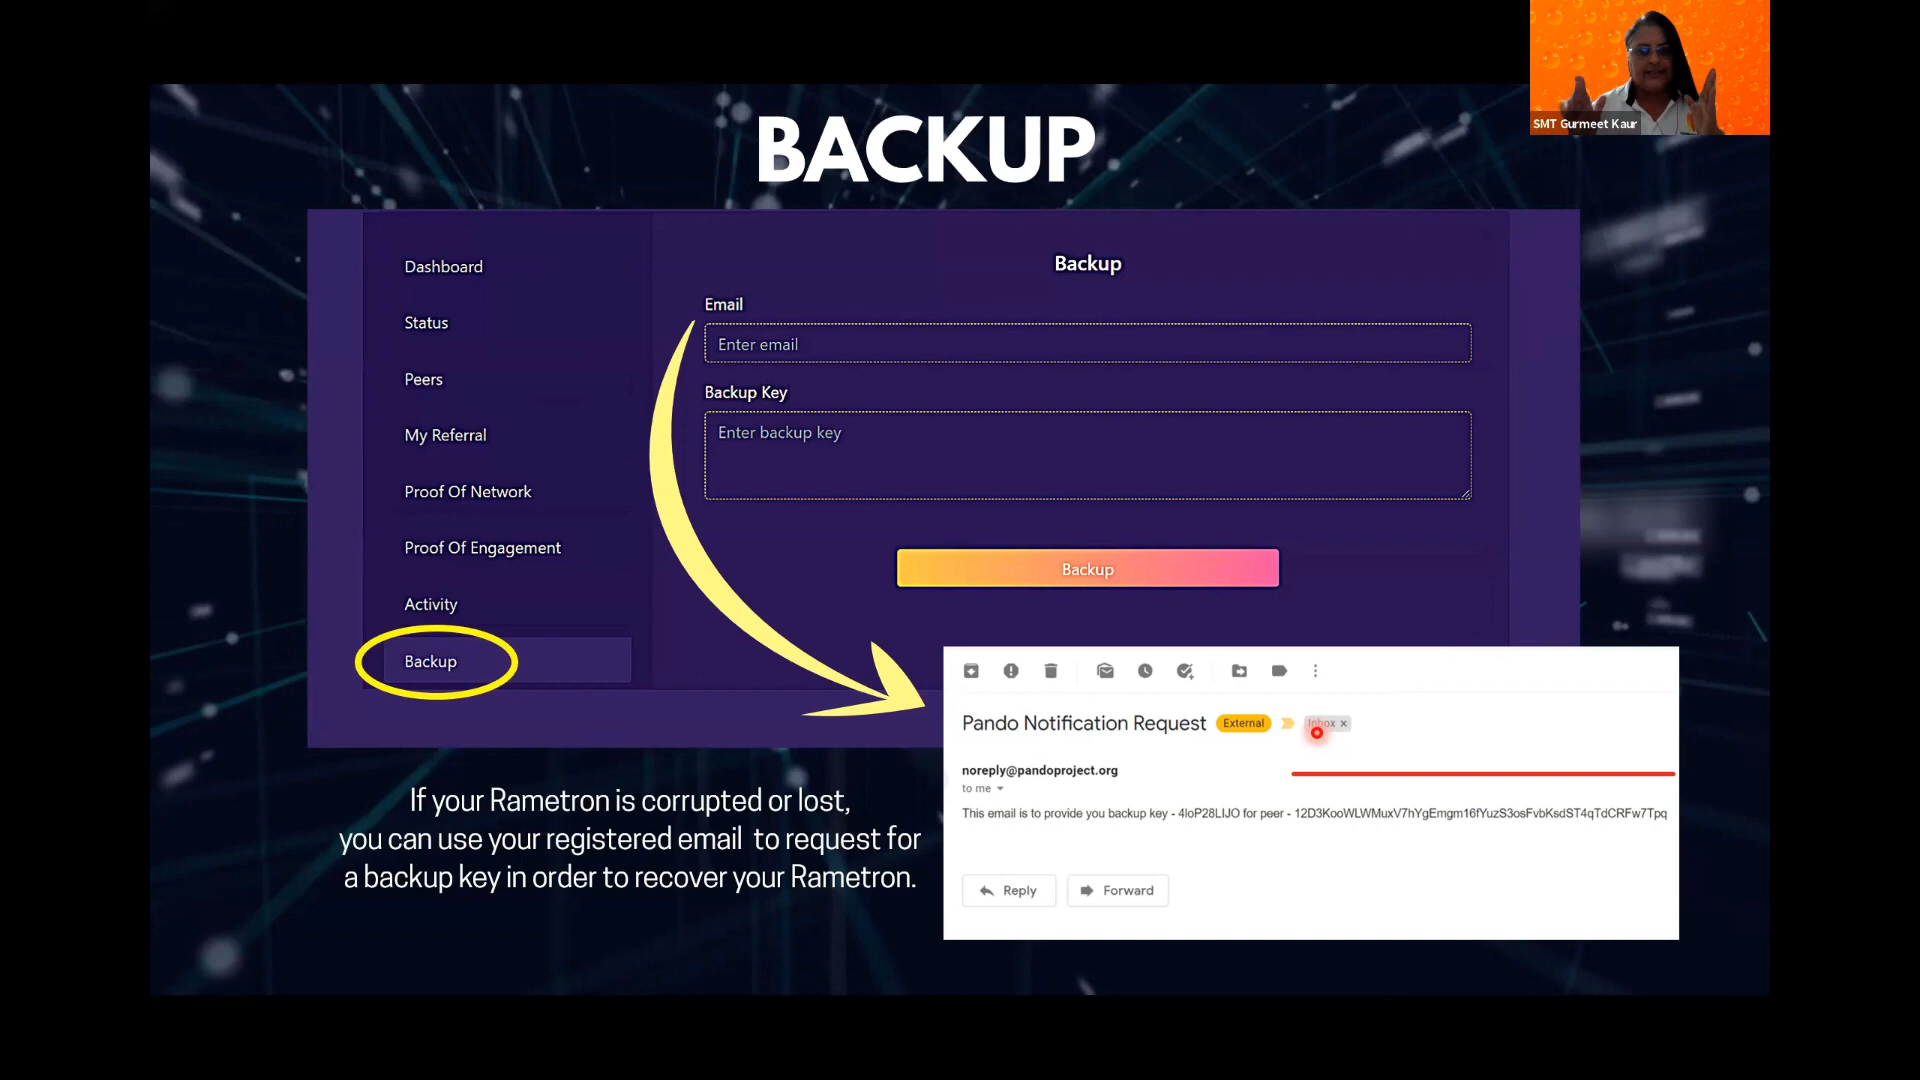 SMT Gurmeet Kaur
BACKUP
Dashboard
Status
Peers
My Referral
Proof Of Network
Proof Of Engagement
Activity
Backup
Backup
Email
Enter email
Backup Key
Enter backup key
Backup
If your Rametron is corrupted or lost,
you can use your registered email to request for
a backup key in order to recover your Rametron.
Pando Notification Request External Inbox ×
noreply@pandoproject.org
to me
This email is to provide you backup key - 4loP28LIJO for peer - 12D3KooWLWMuxV7hYgEmgm16fYuzS3osFvbKsdST4qTdCRFw7Tpq
Reply Forward